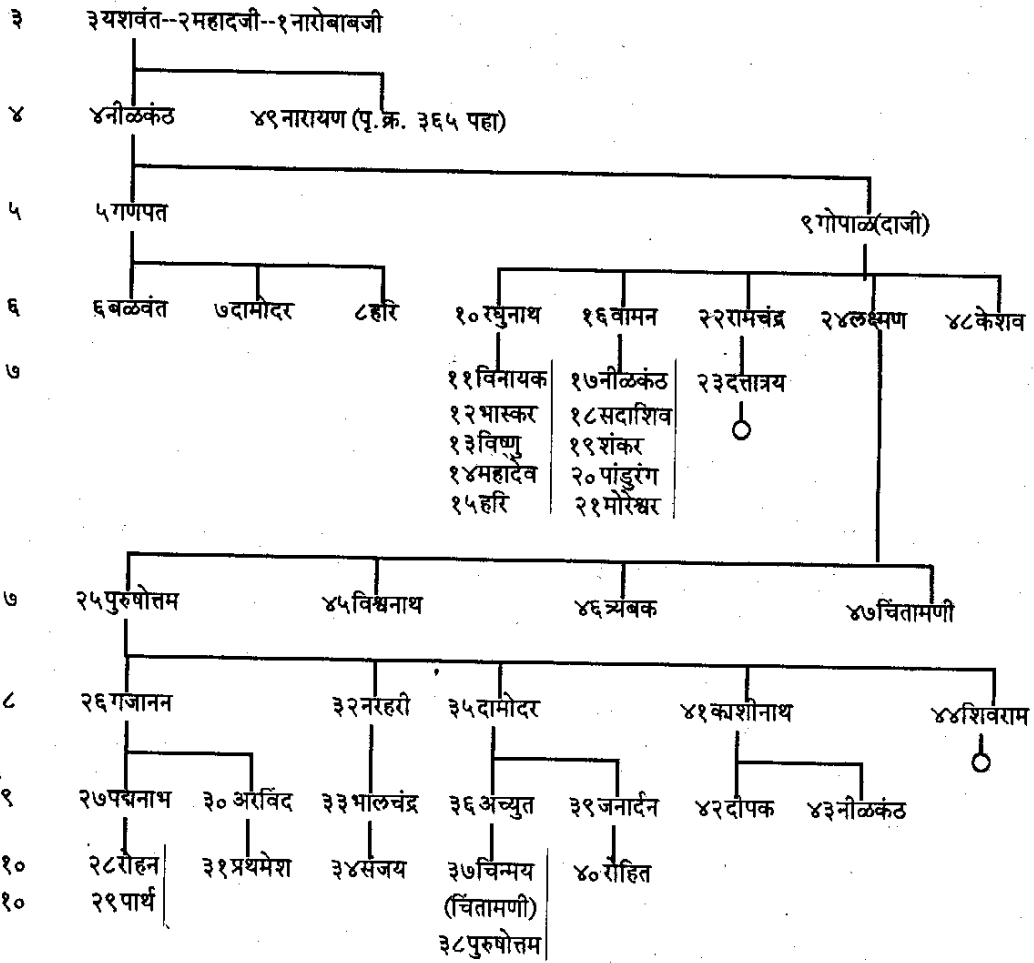 ३ ३यशवंत--२महादजी--१नारोबाबजी
४ ४नीळकंठ ४९नारायण (पृ.क्र. ३६५ पहा)
५ ५गणपत ९गोपाळ(दाजी)
६ ६बळवंत ७दामोदर ८हरि १०रघुनाथ १६वामन २२रामचंद्र २४लक्ष्मण ४८केशव
७ ११विनायक १७नीळकंठ २३दत्तात्रय
१२भास्कर १८सदाशिव
१३विष्णु १९शंकर
१४महादेव २०पांडुरंग
१५हरि २१मोरेश्वर
७ २५पुरुषोत्तम ४५विश्वनाथ ४६त्र्यंबक ४७चिंतामणी
८ २६गजानन ३२नरहरी ३५दामोदर ४१काशीनाथ ४४शिवराम
९ २७पद्मनाभ ३०अरविंद ३३भालचंद्र ३६अच्युत ३९जनार्दन ४२दीपक ४३नीळकंठ
१० २८रोहन ३१प्रथमेश ३४संजय ३७चिन्मय ४०रोहित
१० २९पार्थ (चिंतामणी)
३८पुरुषोत्तम